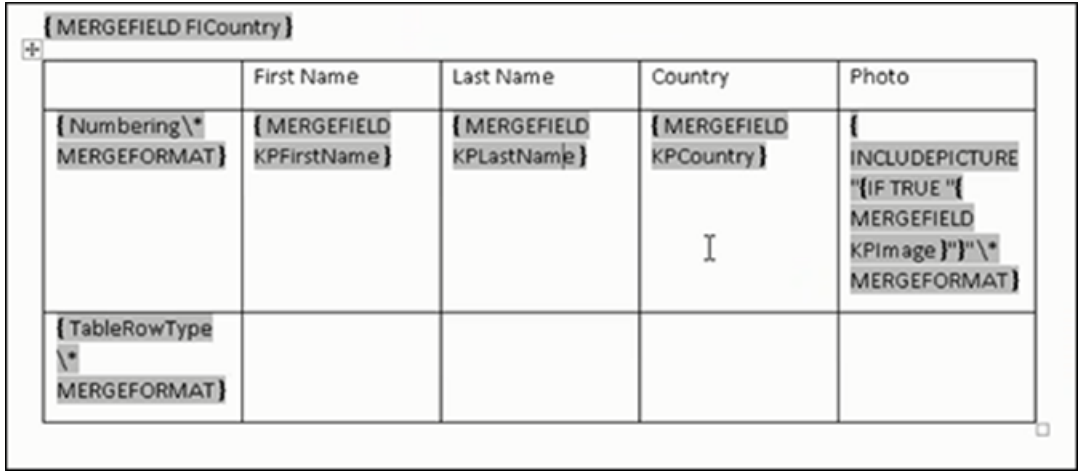 { MERGEFIELD FICountry }
First Name
Last Name
Country
Photo
{ Numbering \*
MERGEFORMAT }
{ MERGEFIELD
KPFirstName }
{ MERGEFIELD
KPLastName }
{ MERGEFIELD
KPCountry }
{
INCLUDEPICTURE
"{IF TRUE "{
MERGEFIELD
KPImage }"}"\*
MERGEFORMAT }
{ TableRowType
\*
MERGEFORMAT }